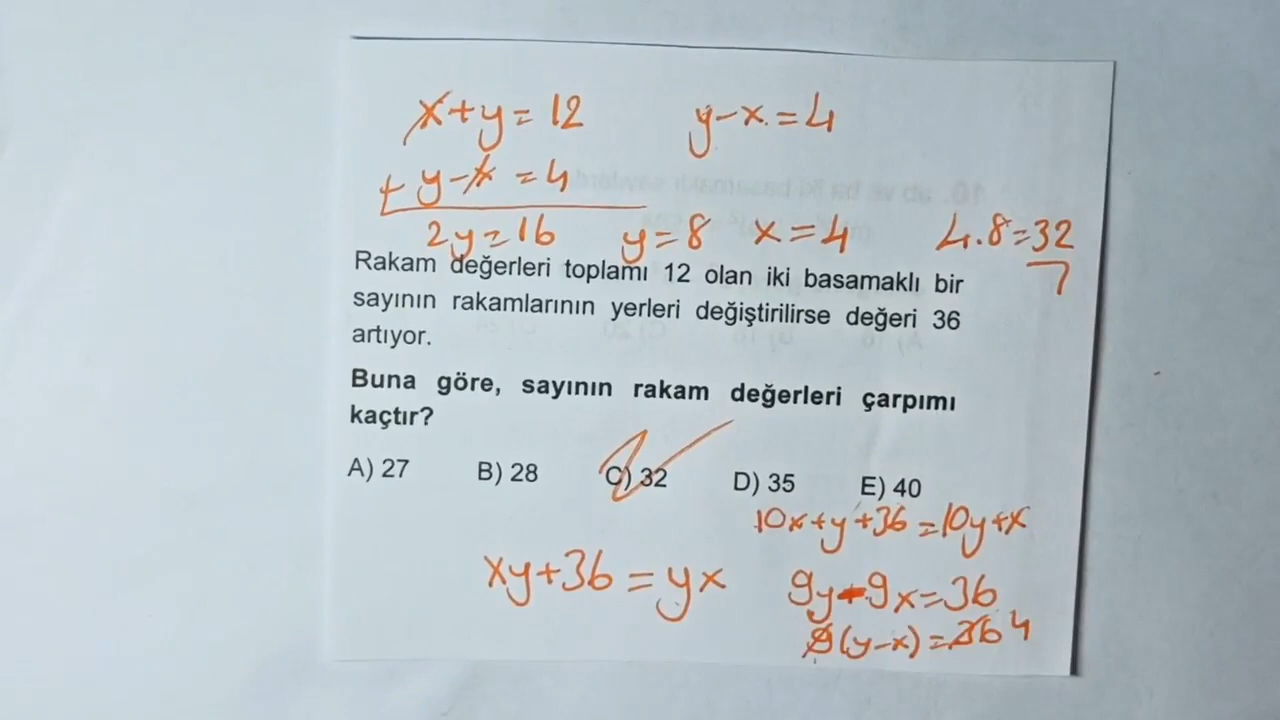 x+y=12 y-x=4
+ y-x=4
2y=16 y=8 x=4 4.8=32
Rakam değerleri toplamı 12 olan iki basamaklı bir
sayının rakamlarının yerleri değiştirilirse değeri 36
artıyor.
Buna göre, sayının rakam değerleri çarpımı
kaçtır?
A) 27 B) 28 C) 32 D) 35 E) 40
10x+y+36=10y+x
xy+36=yx 9y-9x=36
9(y-x)=36 4